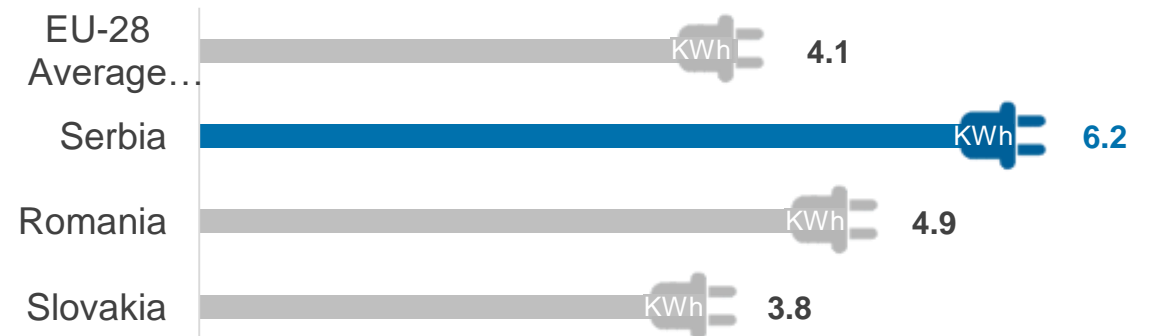 EU-28
Average…
KWh 4.1
Serbia KWh 6.2
Romania KWh 4.9
Slovakia KWh 3.8